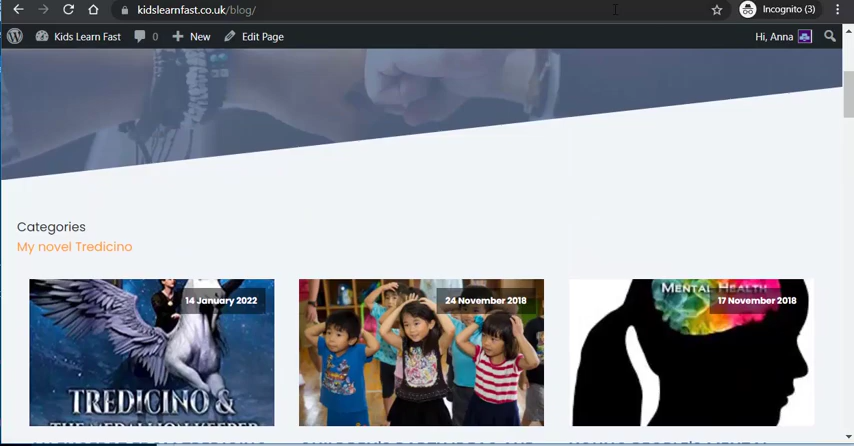 kidslearnfast.co.uk/blog/
Incognito (3)
Kids Learn Fast
0
New
Edit Page
Hi, Anna
Categories
My novel Tredicino
14 January 2022
TREDICINO &
THE MEDALLION KEEPER
24 November 2018
MENTAL HEALTH
17 November 2018